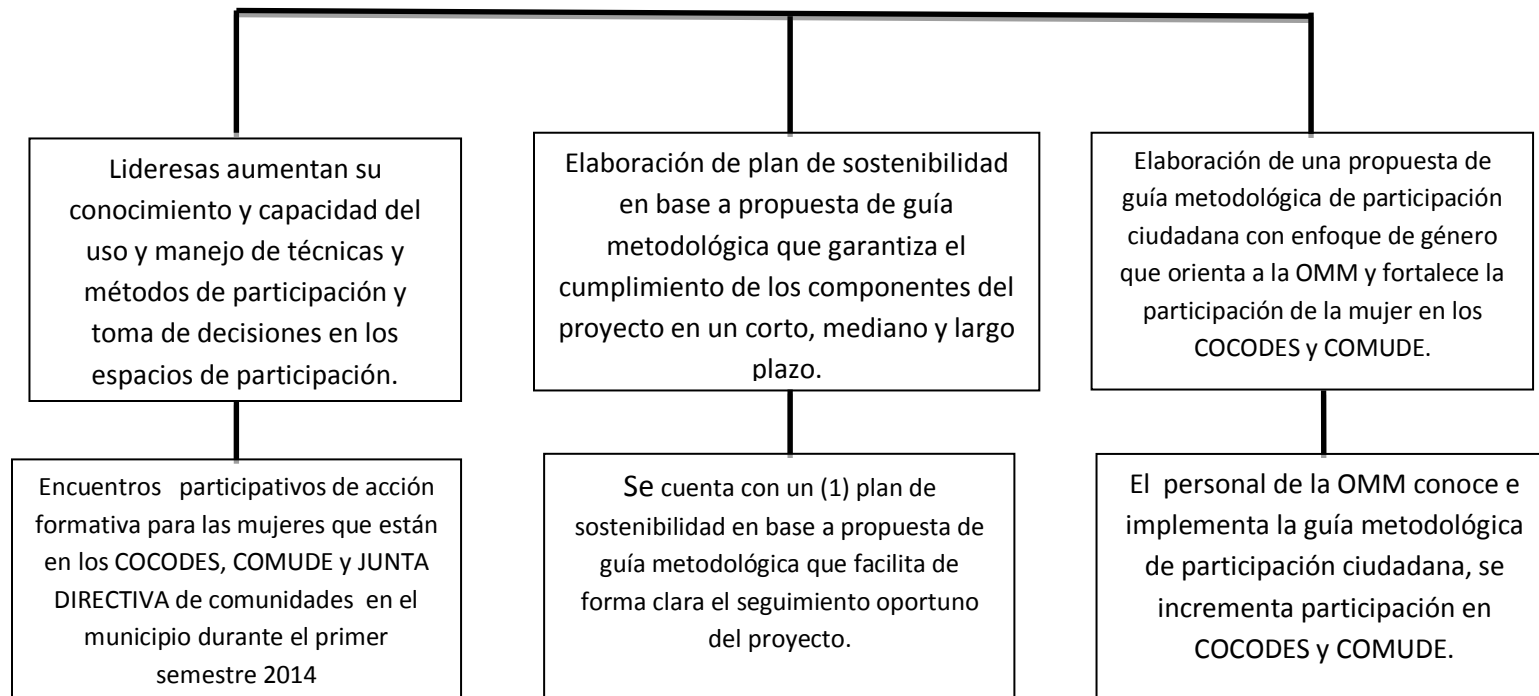 Lideresas aumentan su
conocimiento y capacidad del
uso y manejo de técnicas y
métodos de participación y
toma de decisiones en los
espacios de participación.
Elaboración de plan de sostenibilidad
en base a propuesta de guía
metodológica que garantiza el
cumplimiento de los componentes del
proyecto en un corto, mediano y largo
plazo.
Elaboración de una propuesta de
guía metodológica de participación
ciudadana con enfoque de género
que orienta a la OMM y fortalece la
participación de la mujer en los
COCODES y COMUDE.
Encuentros participativos de acción
formativa para las mujeres que están
en los COCODES, COMUDE y JUNTA
DIRECTIVA de comunidades en el
municipio durante el primer
semestre 2014
Se cuenta con un (1) plan de
sostenibilidad en base a propuesta de
guía metodológica que facilita de
forma clara el seguimiento oportuno
del proyecto.
El personal de la OMM conoce e
implementa la guía metodológica
de participación ciudadana, se
incrementa participación en
COCODES y COMUDE.